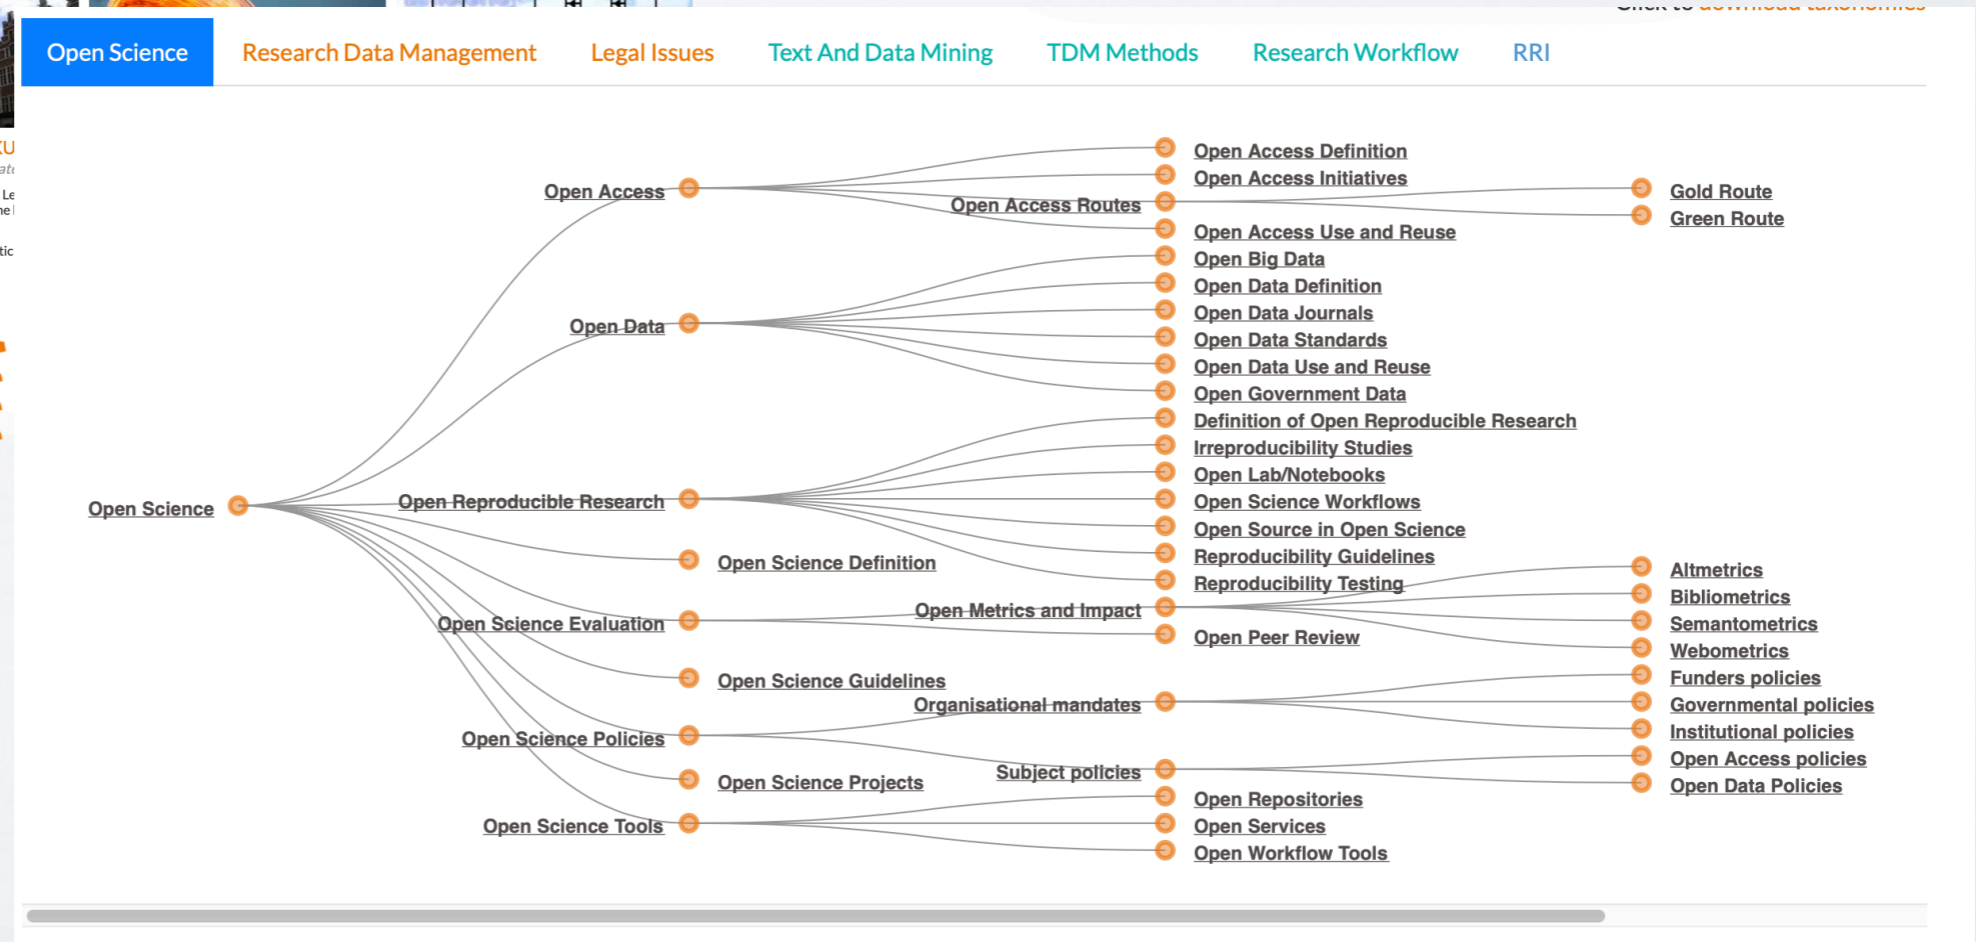 Open Science
Research Data Management
Legal Issues
Text And Data Mining
TDM Methods
Research Workflow
RRI
Open Science
Open Access
Open Access Definition
Open Access Initiatives
Open Access Routes
Gold Route
Green Route
Open Access Use and Reuse
Open Data
Open Big Data
Open Data Definition
Open Data Journals
Open Data Standards
Open Data Use and Reuse
Open Government Data
Open Reproducible Research
Definition of Open Reproducible Research
Irreproducibility Studies
Open Lab/Notebooks
Open Science Workflows
Open Source in Open Science
Reproducibility Guidelines
Reproducibility Testing
Open Science Definition
Open Science Evaluation
Open Metrics and Impact
Altmetrics
Bibliometrics
Semantometrics
Webometrics
Open Peer Review
Open Science Guidelines
Open Science Policies
Organisational mandates
Funders policies
Governmental policies
Institutional policies
Subject policies
Open Access policies
Open Data Policies
Open Science Projects
Open Science Tools
Open Repositories
Open Services
Open Workflow Tools